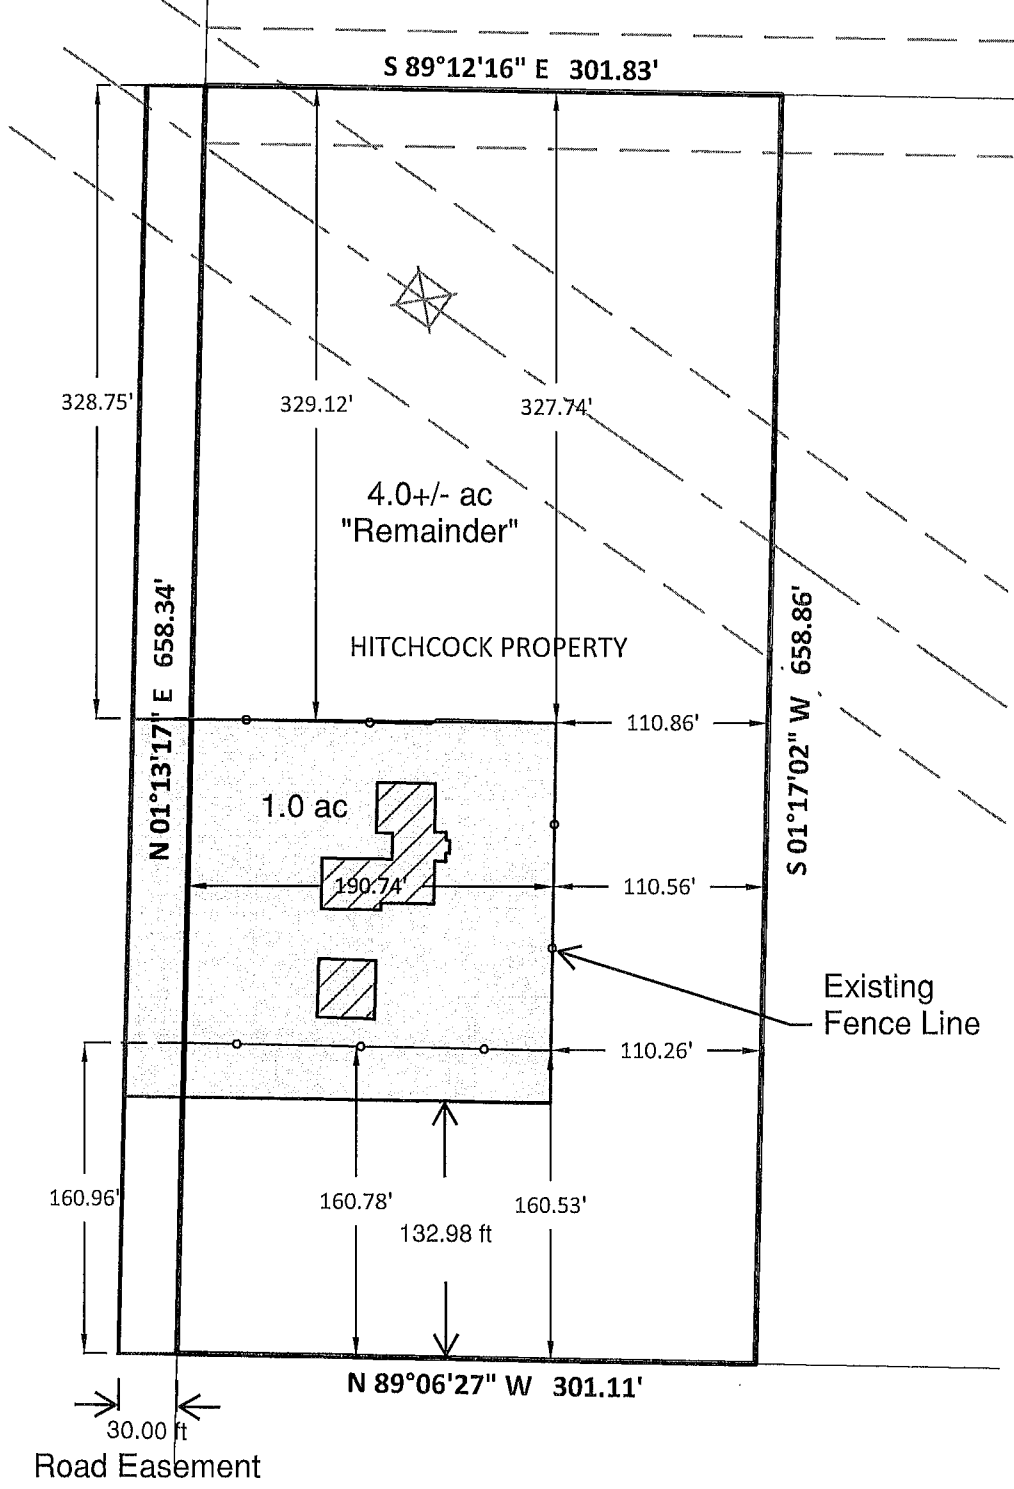 S 89°12'16" E 301.83'
328.75'
329.12'
327.74'
4.0+/- ac
"Remainder"
N 01°13'17" E 658.34'
HITCHCOCK PROPERTY
S 01°17'02" W 658.86'
110.86'
1.0 ac
190.74'
110.56'
Existing
Fence Line
110.26'
160.96'
160.78'
160.53'
132.98 ft
N 89°06'27" W 301.11'
30.00 ft
Road Easement